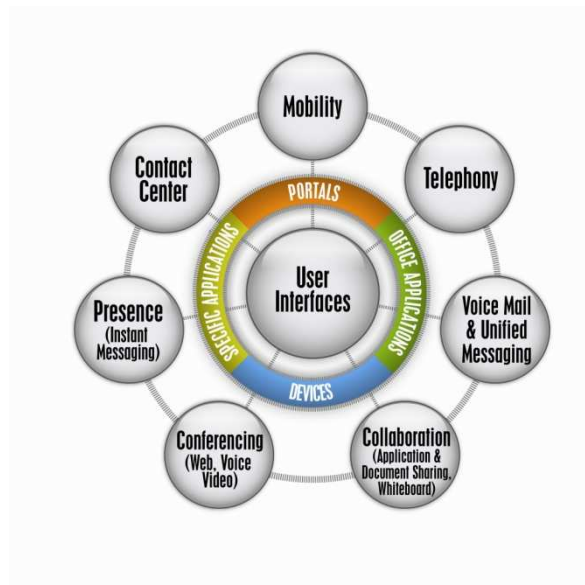 Mobility
Contact
Center
Telephony
PORTALS
SPECIFIC APPLICATIONS
OFFICE APPLICATIONS
User
Interfaces
Presence
(Instant
Messaging)
Voice Mail
& Unified
Messaging
DEVICES
Conferencing
(Web, Voice
Video)
Collaboration
(Application &
Document Sharing,
Whiteboard)